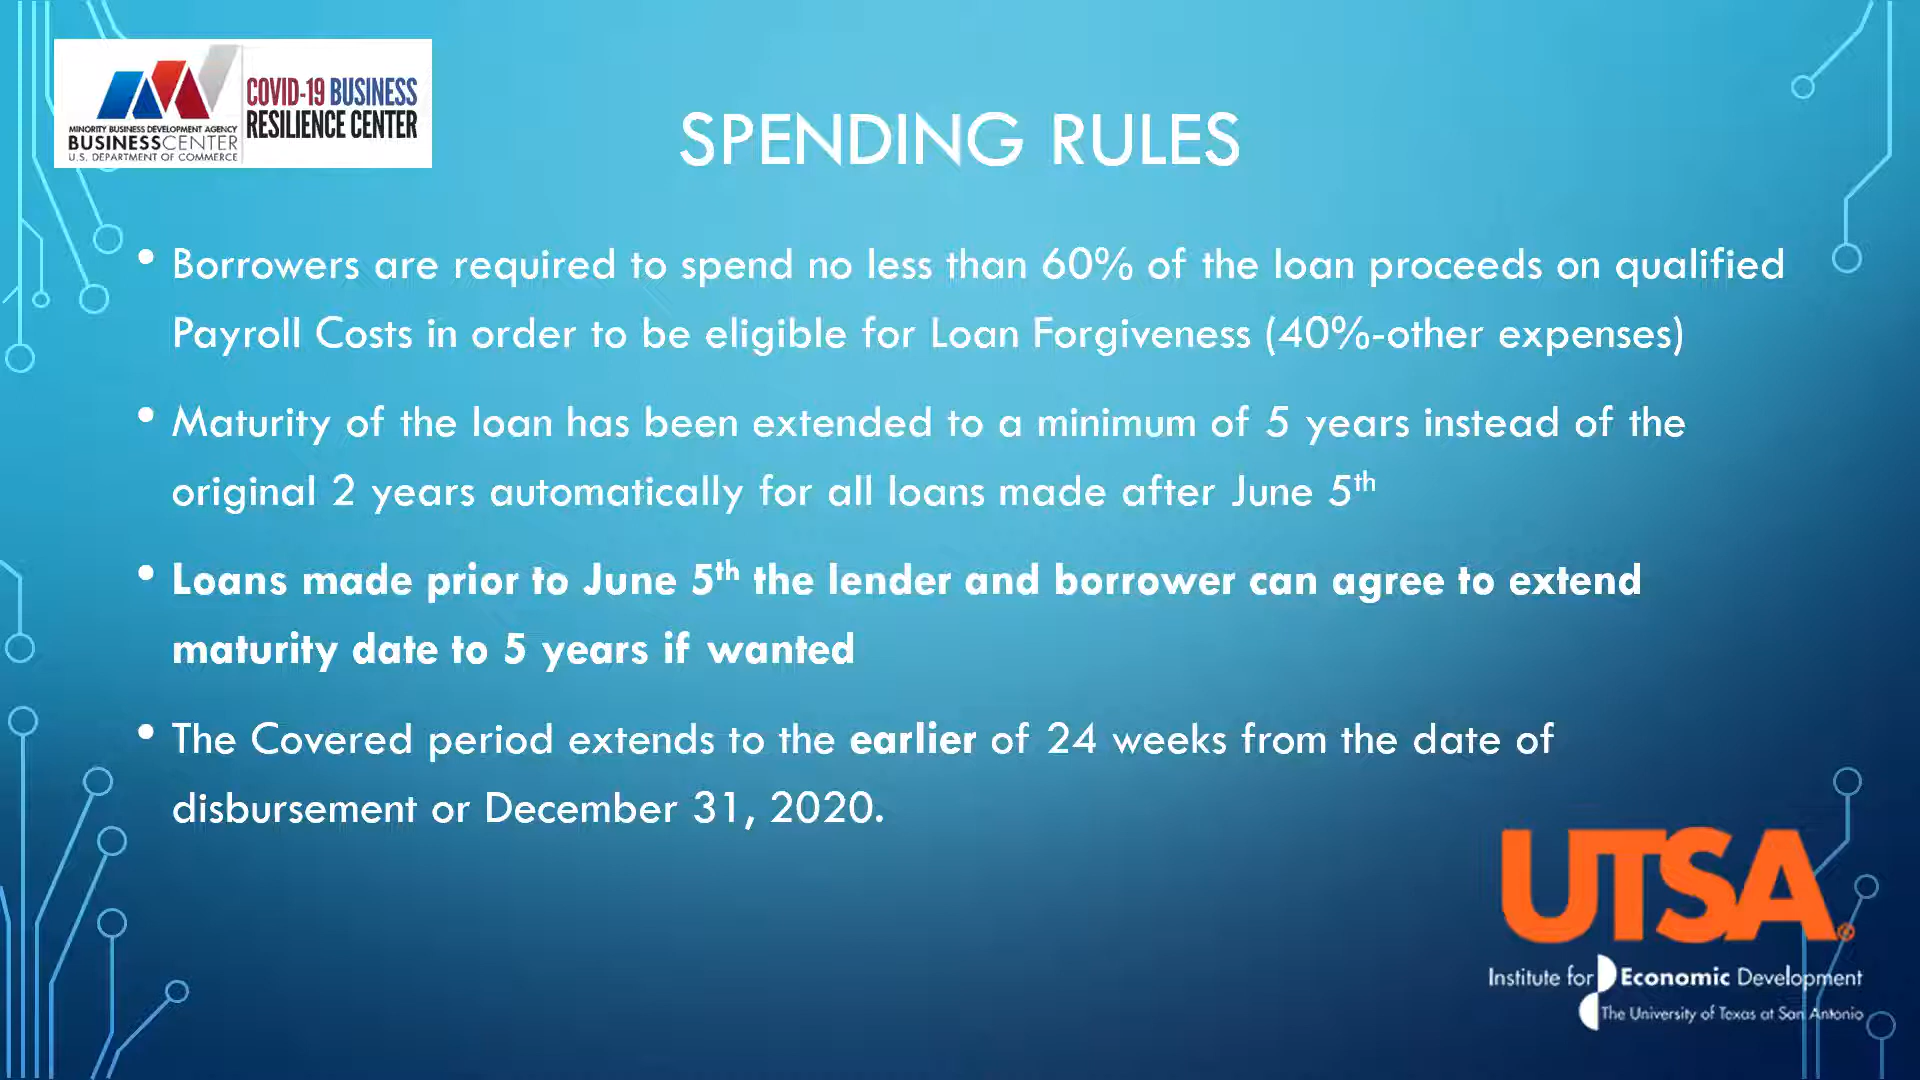 MINORITY BUSINESS DEVELOPMENT AGENCY
BUSINESSCENTER
U.S. DEPARTMENT OF COMMERCE
COVID-19 BUSINESS
RESILIENCE CENTER
SPENDING RULES
• Borrowers are required to spend no less than 60% of the loan proceeds on qualified
Payroll Costs in order to be eligible for Loan Forgiveness (40%-other expenses)
• Maturity of the loan has been extended to a minimum of 5 years instead of the
original 2 years automatically for all loans made after June 5th
• Loans made prior to June 5th the lender and borrower can agree to extend
maturity date to 5 years if wanted
• The Covered period extends to the earlier of 24 weeks from the date of
disbursement or December 31, 2020.
UTSA®
Institute for Economic Development
The University of Texas at San Antonio